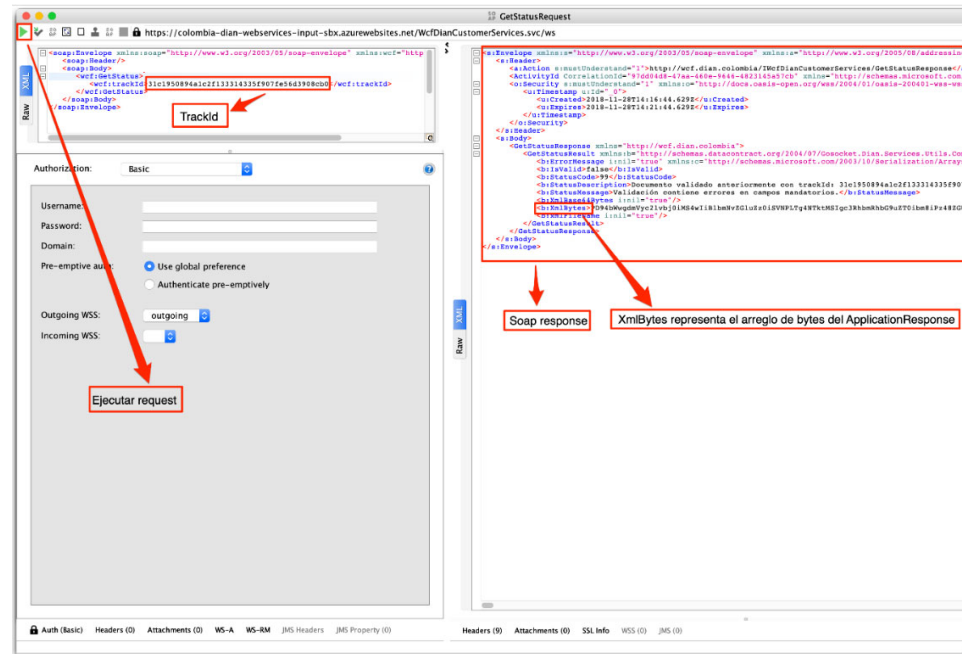 GetStatusRequest
https://colombia-dian-webservices-input-sbx.azurewebsites.net/WcfDianCustomerServices.svc/ws
XML
Raw
<soap:Envelope xmlns:soap="http://www.w3.org/2003/05/soap-envelope" xmlns:wcf="http
<soap:Header/>
<soap:Body>
<wcf:GetStatus>
<wcf:trackId>31c1950894a1c2f133314335f907fe56d3908cb0</wcf:trackId>
</wcf:GetStatus>
</soap:Body>
</soap:Envelope>
TrackId
Authorization: Basic
Username:
Password:
Domain:
Pre-emptive auth: Use global preference
Authenticate pre-emptively
Outgoing WSS: outgoing
Incoming WSS:
Ejecutar request
Auth (Basic) Headers (0) Attachments (0) WS-A WS-RM JMS Headers JMS Property (0)
XML
Raw
<s:Envelope xmlns:s="http://www.w3.org/2003/05/soap-envelope" xmlns:a="http://www.w3.org/2005/08/addressin
<s:Header>
<a:Action s:mustUnderstand="1">http://wcf.dian.colombia/IWcfDianCustomerServices/GetStatusResponse</a
<ActivityId CorrelationId="97dd04d8-47aa-460e-9646-4823145a57cb" xmlns="http://schemas.microsoft.com/
<o:Security s:mustUnderstand="1" xmlns:o="http://docs.oasis-open.org/wss/2004/01/oasis-200401-wss-wss
<u:Timestamp u:Id="_0">
<u:Created>2018-11-28T14:16:44.629Z</u:Created>
<u:Expires>2018-11-28T14:21:44.629Z</u:Expires>
</u:Timestamp>
</o:Security>
</s:Header>
<s:Body>
<GetStatusResponse xmlns="http://wcf.dian.colombia">
<GetStatusResult xmlns:b="http://schemas.datacontract.org/2004/07/Gosocket.Dian.Services.Utils.Co
<b:ErrorMessage i:nil="true" xmlns:c="http://schemas.microsoft.com/2003/10/Serialization/Array
<b:IsValid>false</b:IsValid>
<b:StatusCode>99</b:StatusCode>
<b:StatusDescription>Documento validado anteriormente con trackId: 31c1950894a1c2f133314335f90
<b:StatusMessage>Validación contiene errores en campos mandatorios.</b:StatusMessage>
<b:XmlBase64Bytes i:nil="true"/>
<b:XmlBytes>
<b:XmlFileName i:nil="true"/>
</GetStatusResult>
</GetStatusResponse>
</s:Body>
</s:Envelope>
Soap response
XmlBytes representa el arreglo de bytes del ApplicationResponse
Headers (9) Attachments (0) SSL Info WSS (0) JMS (0)